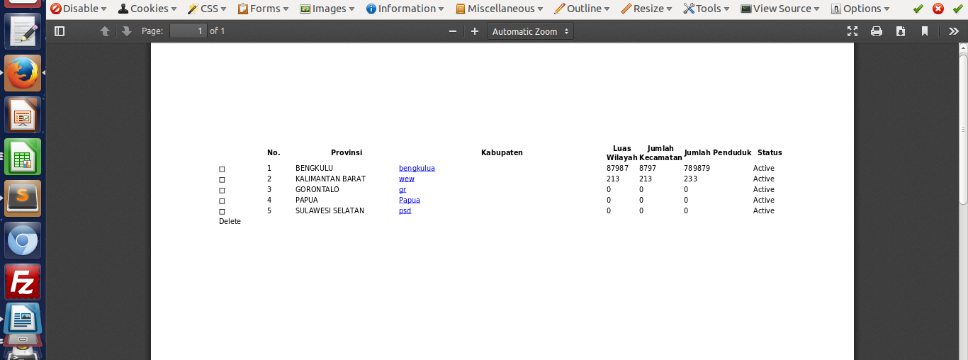 Disable Cookies CSS Forms Images Information Miscellaneous Outline Resize Tools View Source Options
Page: 1 of 1 Automatic Zoom
No. Provinsi Kabupaten Luas Wilayah Jumlah Kecamatan Jumlah Penduduk Status
1 BENGKULU bengkulua 87987 8797 789879 Active
2 KALIMANTAN BARAT wew 213 213 233 Active
3 GORONTALO gr 0 0 0 Active
4 PAPUA Papua 0 0 0 Active
5 SULAWESI SELATAN psd 0 0 0 Active
Delete
S
Fz